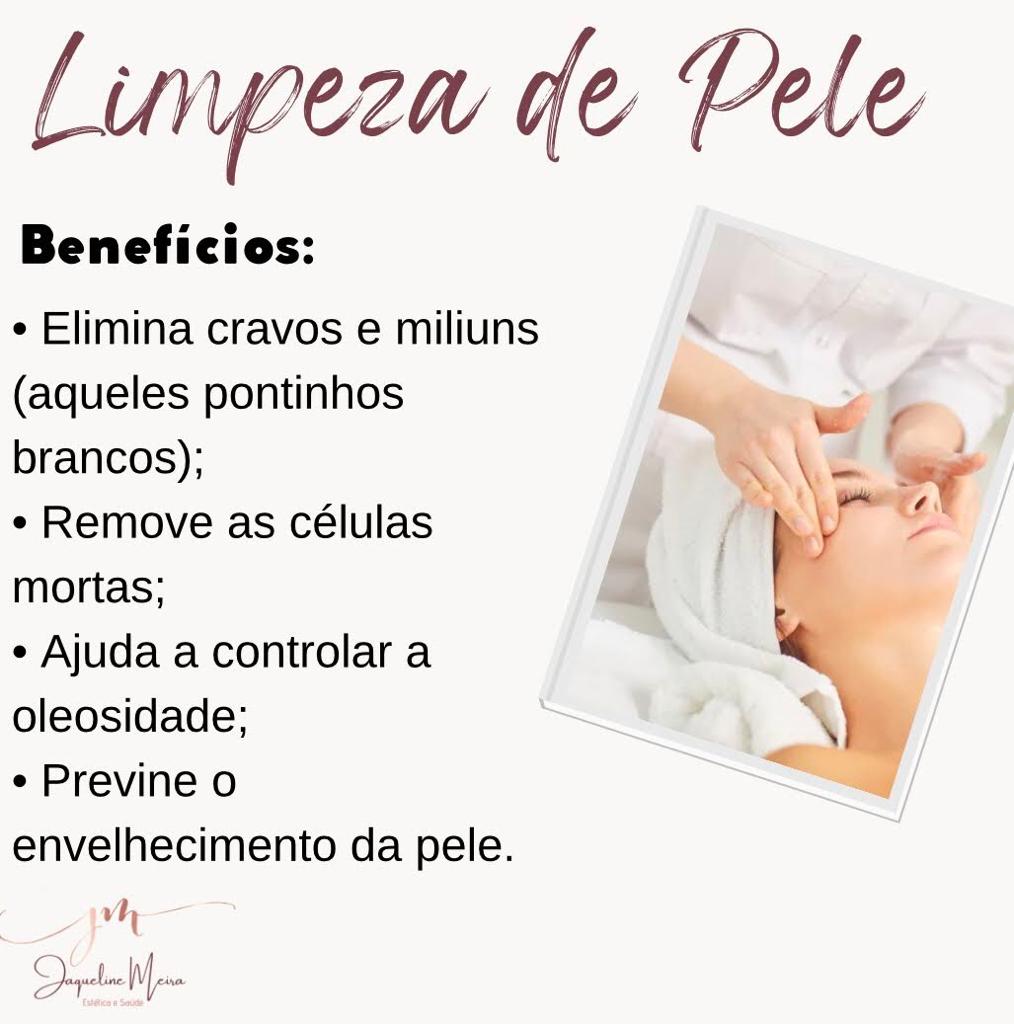 Limpeza de Pele
Benefícios:
• Elimina cravos e miliuns
(aqueles pontinhos
brancos);
• Remove as células
mortas;
• Ajuda a controlar a
oleosidade;
• Previne o
envelhecimento da pele.
JM
Jaqueline Meira
Estética e Saúde